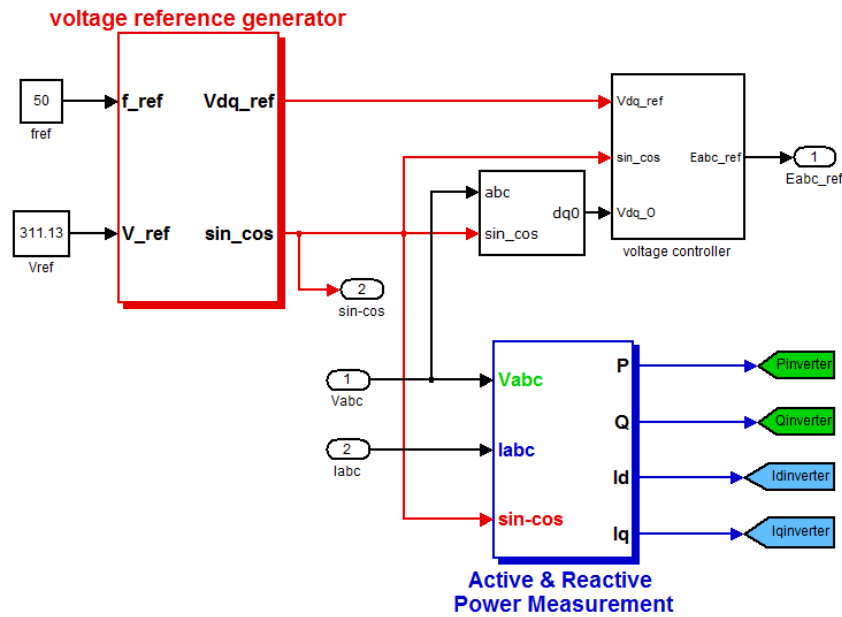 voltage reference generator
50
fref
f_ref
Vdq_ref
311.13
Vref
V_ref
sin_cos
2
sin-cos
abc
sin_cos
dq0
Vdq_ref
sin_cos
Vdq_O
Eabc_ref
voltage controller
1
Eabc_ref
1
Vabc
2
Iabc
Vabc
Iabc
sin-cos
P
Q
Id
Iq
Pinverter
Qinverter
Idinverter
Iqinverter
Active & Reactive
Power Measurement